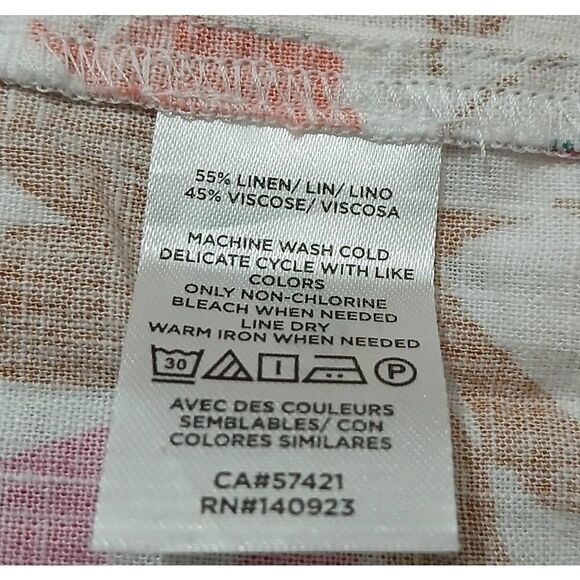 55% LINEN/ LIN/ LINO
45% VISCOSE/ VISCOSA
MACHINE WASH COLD
DELICATE CYCLE WITH LIKE
COLORS
ONLY NON-CHLORINE
BLEACH WHEN NEEDED
LINE DRY
WARM IRON WHEN NEEDED
30 P
AVEC DES COULEURS
SEMBLABLES/ CON
COLORES SIMILARES
CA#57421
RN#140923